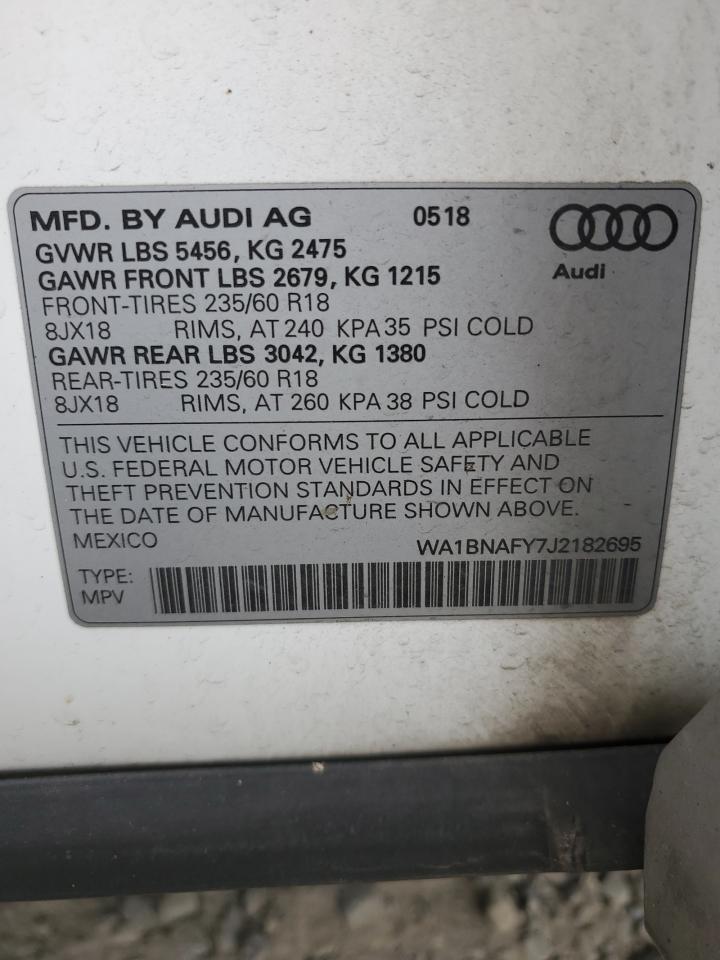 MFD. BY AUDI AG 0518
Audi
GVWR LBS 5456, KG 2475
GAWR FRONT LBS 2679, KG 1215
FRONT-TIRES 235/60 R18
8JX18 RIMS, AT 240 KPA 35 PSI COLD
GAWR REAR LBS 3042, KG 1380
REAR-TIRES 235/60 R18
8JX18 RIMS, AT 260 KPA 38 PSI COLD
THIS VEHICLE CONFORMS TO ALL APPLICABLE
U.S. FEDERAL MOTOR VEHICLE SAFETY AND
THEFT PREVENTION STANDARDS IN EFFECT ON
THE DATE OF MANUFACTURE SHOWN ABOVE.
MEXICO WA1BNAFY7J2182695
TYPE:
MPV